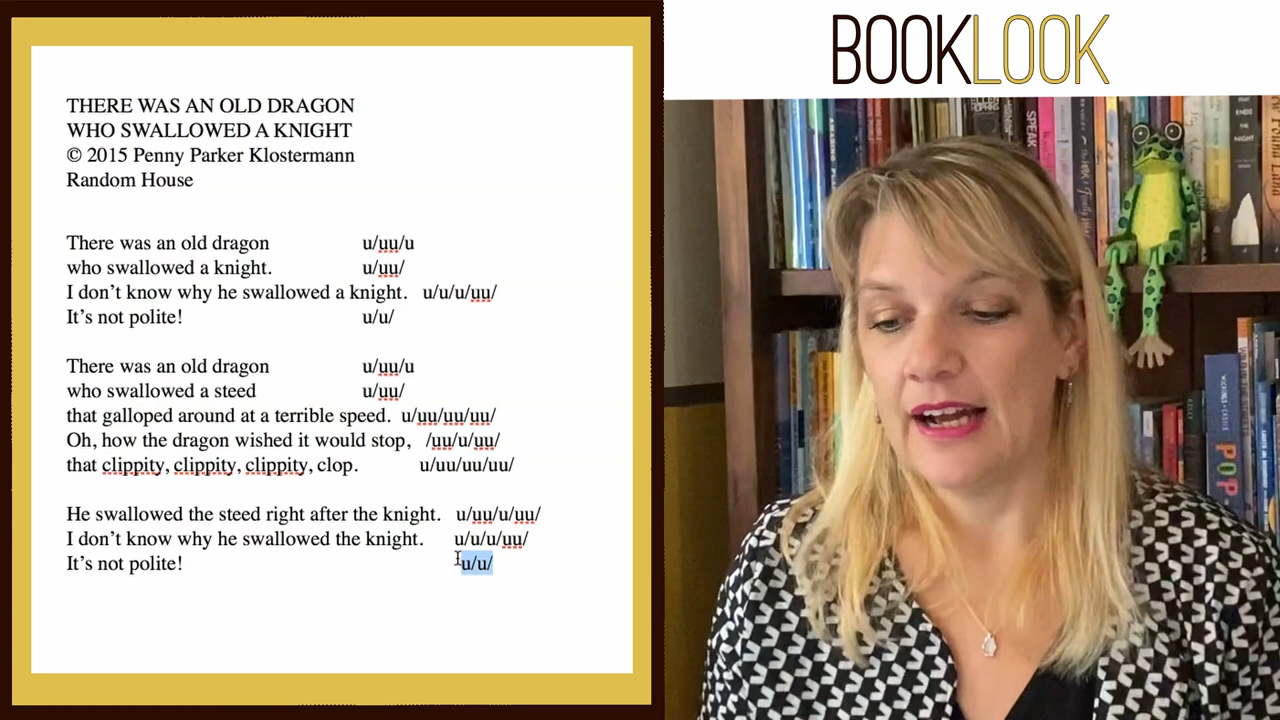 THERE WAS AN OLD DRAGON
WHO SWALLOWED A KNIGHT
© 2015 Penny Parker Klostermann
Random House
There was an old dragon u/uu/u
who swallowed a knight. u/uu/
I don't know why he swallowed a knight. u/u/u/uu/
It's not polite! u/u/
There was an old dragon u/uu/u
who swallowed a steed u/uu/
that galloped around at a terrible speed. u/uu/uu/uu/
Oh, how the dragon wished it would stop, /uu/u/uu/
that clippity, clippity, clippity, clop. u/uu/uu/uu/
He swallowed the steed right after the knight. u/uu/u/uu/
I don't know why he swallowed the knight. u/u/u/uu/
It's not polite! u/u/
BOOKLOOK
SPEAK
POP